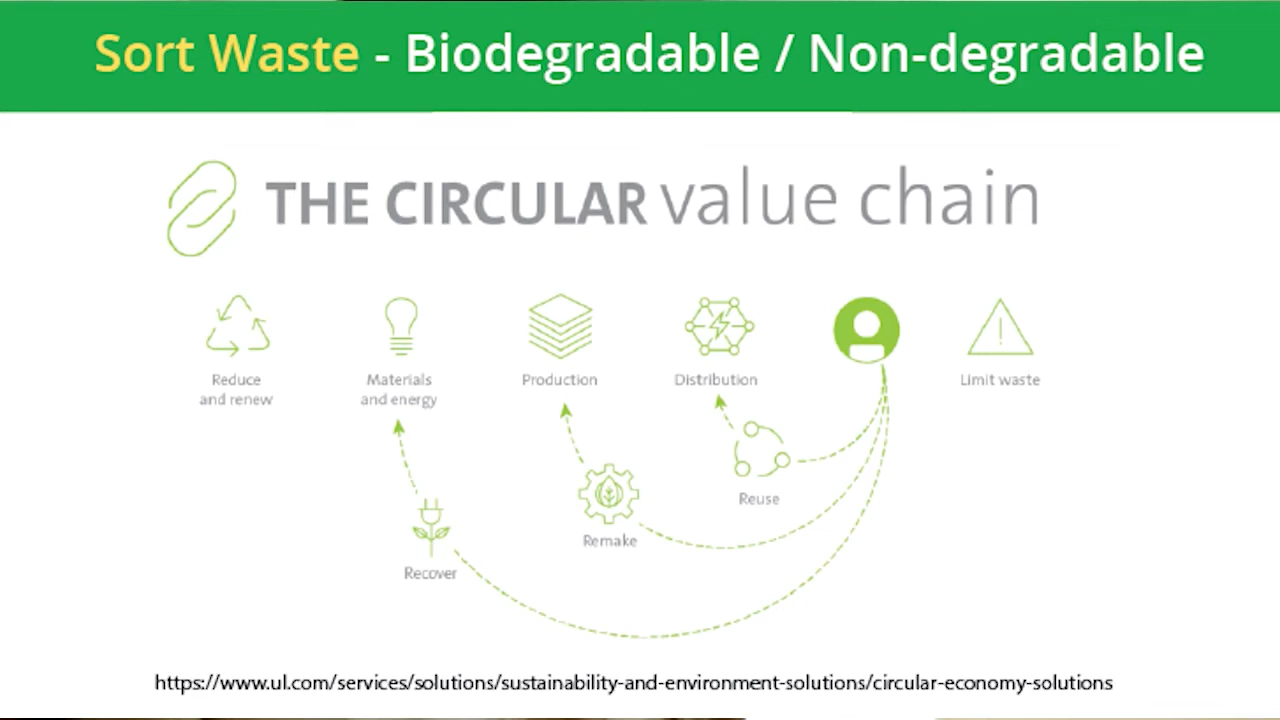 Sort Waste - Biodegradable / Non-degradable
THE CIRCULAR value chain
Reduce
and renew
Materials
and energy
Production
Distribution
Limit waste
Reuse
Remake
Recover
https://www.ul.com/services/solutions/sustainability-and-environment-solutions/circular-economy-solutions